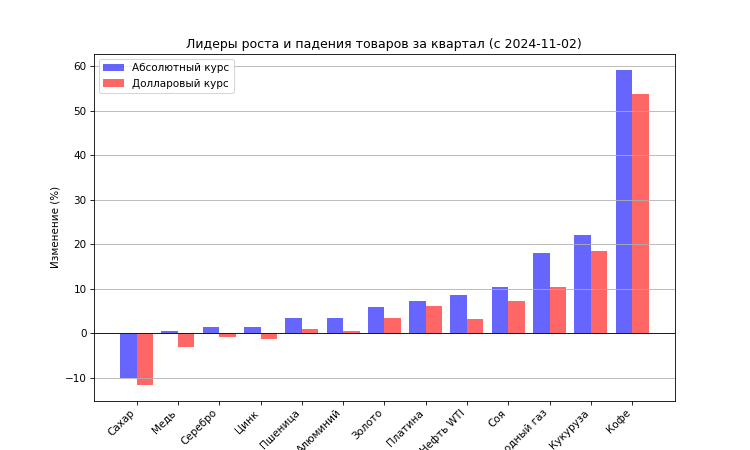 Лидеры роста и падения товаров за квартал (с 2024-11-02)
Абсолютный курс
Долларовый курс
Изменение (%)
60
50
40
30
20
10
0
−10
Сахар
Медь
Серебро
Цинк
Пшеница
Алюминий
Золото
Платина
Нефть WTI
Соя
газ
Кукуруза
Кофе